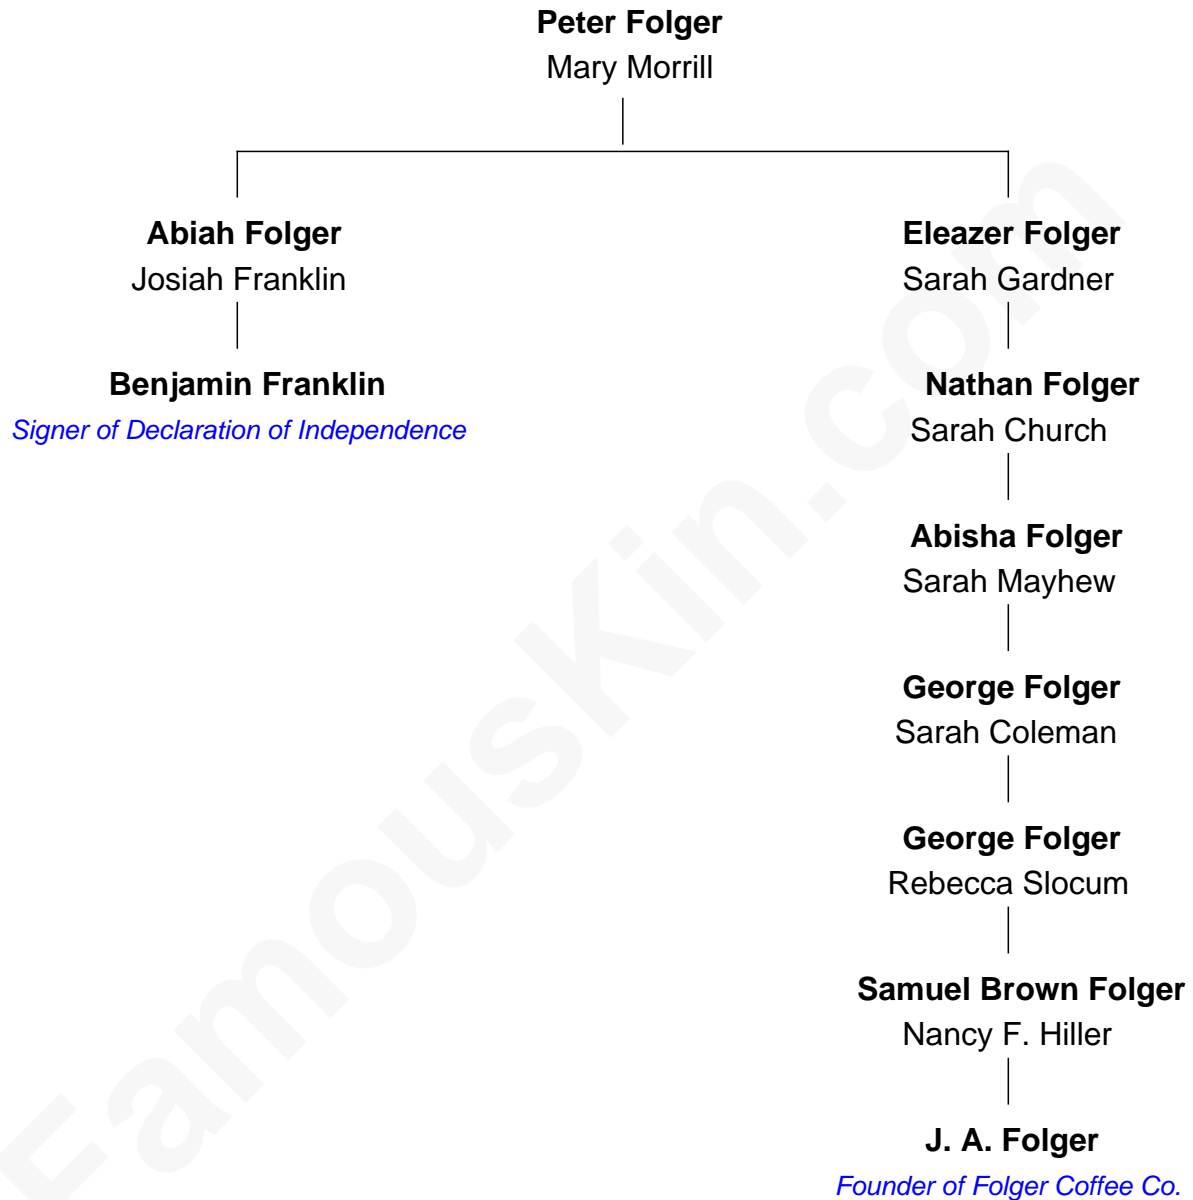 Peter Folger
Mary Morrill
Abiah Folger
Josiah Franklin
Eleazer Folger
Sarah Gardner
Benjamin Franklin
Signer of Declaration of Independence
Nathan Folger
Sarah Church
Abisha Folger
Sarah Mayhew
George Folger
Sarah Coleman
George Folger
Rebecca Slocum
Samuel Brown Folger
Nancy F. Hiller
J. A. Folger
Founder of Folger Coffee Co.
FamousKin.com